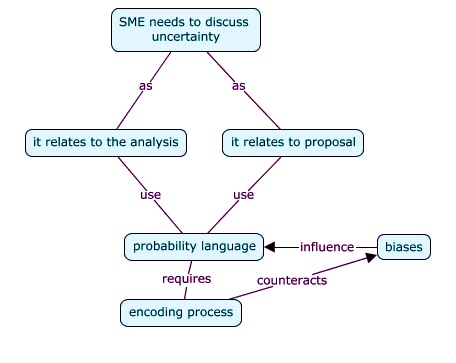 SME needs to discuss
uncertainty
as
as
it relates to the analysis
it relates to proposal
use
use
probability language
influence
biases
requires
counteracts
encoding process